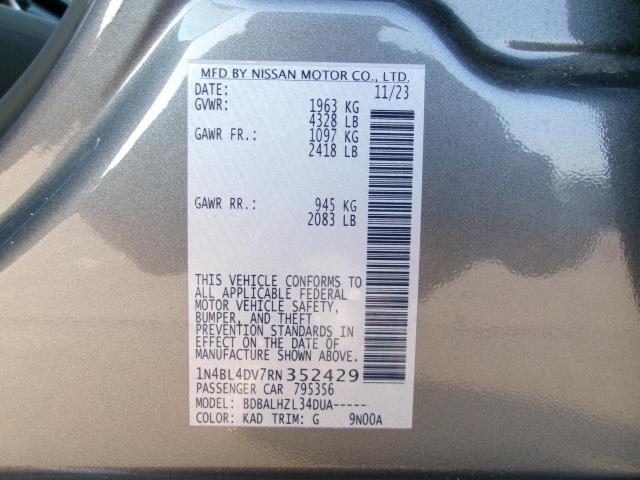 MFD BY NISSAN MOTOR CO., LTD.
DATE: 11/23
GVWR: 1963 KG
4328 LB
GAWR FR.: 1097 KG
2418 LB
GAWR RR.: 945 KG
2083 LB
THIS VEHICLE CONFORMS TO
ALL APPLICABLE FEDERAL
MOTOR VEHICLE SAFETY,
BUMPER, AND THEFT
PREVENTION STANDARDS IN
EFFECT ON THE DATE OF
MANUFACTURE SHOWN ABOVE.
1N4BL4DV7RN352429
PASSENGER CAR 795356
MODEL: BDBALHZL34DUA-----
COLOR: KAD TRIM: G 9N00A